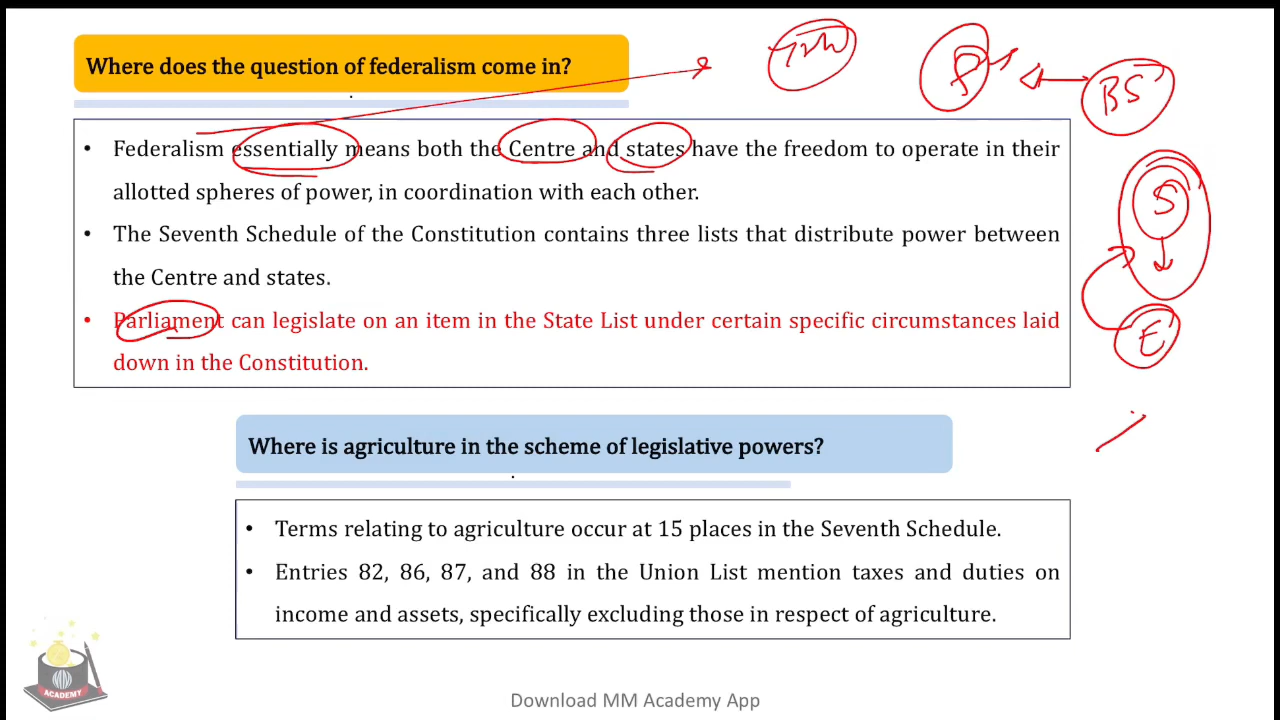 Where does the question of federalism come in?
BS
• Federalism essentially means both the Centre and states have the freedom to operate in their
allotted spheres of power, in coordination with each other.
S
• The Seventh Schedule of the Constitution contains three lists that distribute power between
the Centre and states.
• Parliament can legislate on an item in the State List under certain specific circumstances laid
down in the Constitution.
E
Where is agriculture in the scheme of legislative powers?
• Terms relating to agriculture occur at 15 places in the Seventh Schedule.
• Entries 82, 86, 87, and 88 in the Union List mention taxes and duties on
income and assets, specifically excluding those in respect of agriculture.
ACADEMY
Download MM Academy App